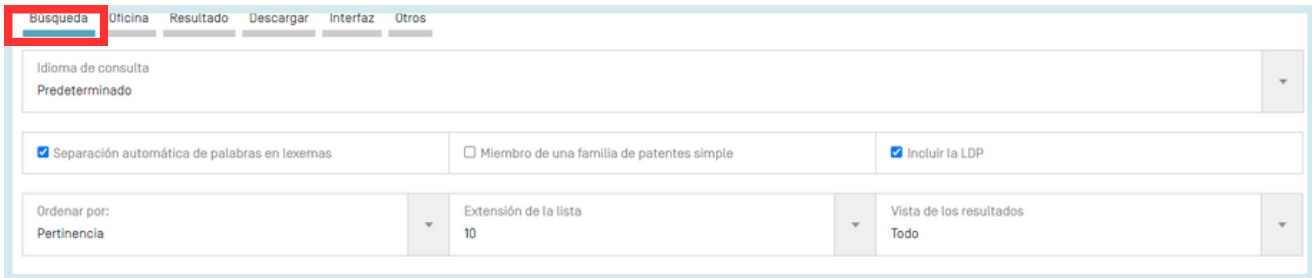 Búsqueda Oficina Resultado Descargar Interfaz Otros
Idioma de consulta
Predeterminado
Separación automática de palabras en lexemas Miembro de una familia de patentes simple Incluir la LDP
Ordenar por: Extensión de la lista Vista de los resultados
Pertinencia 10 Todo